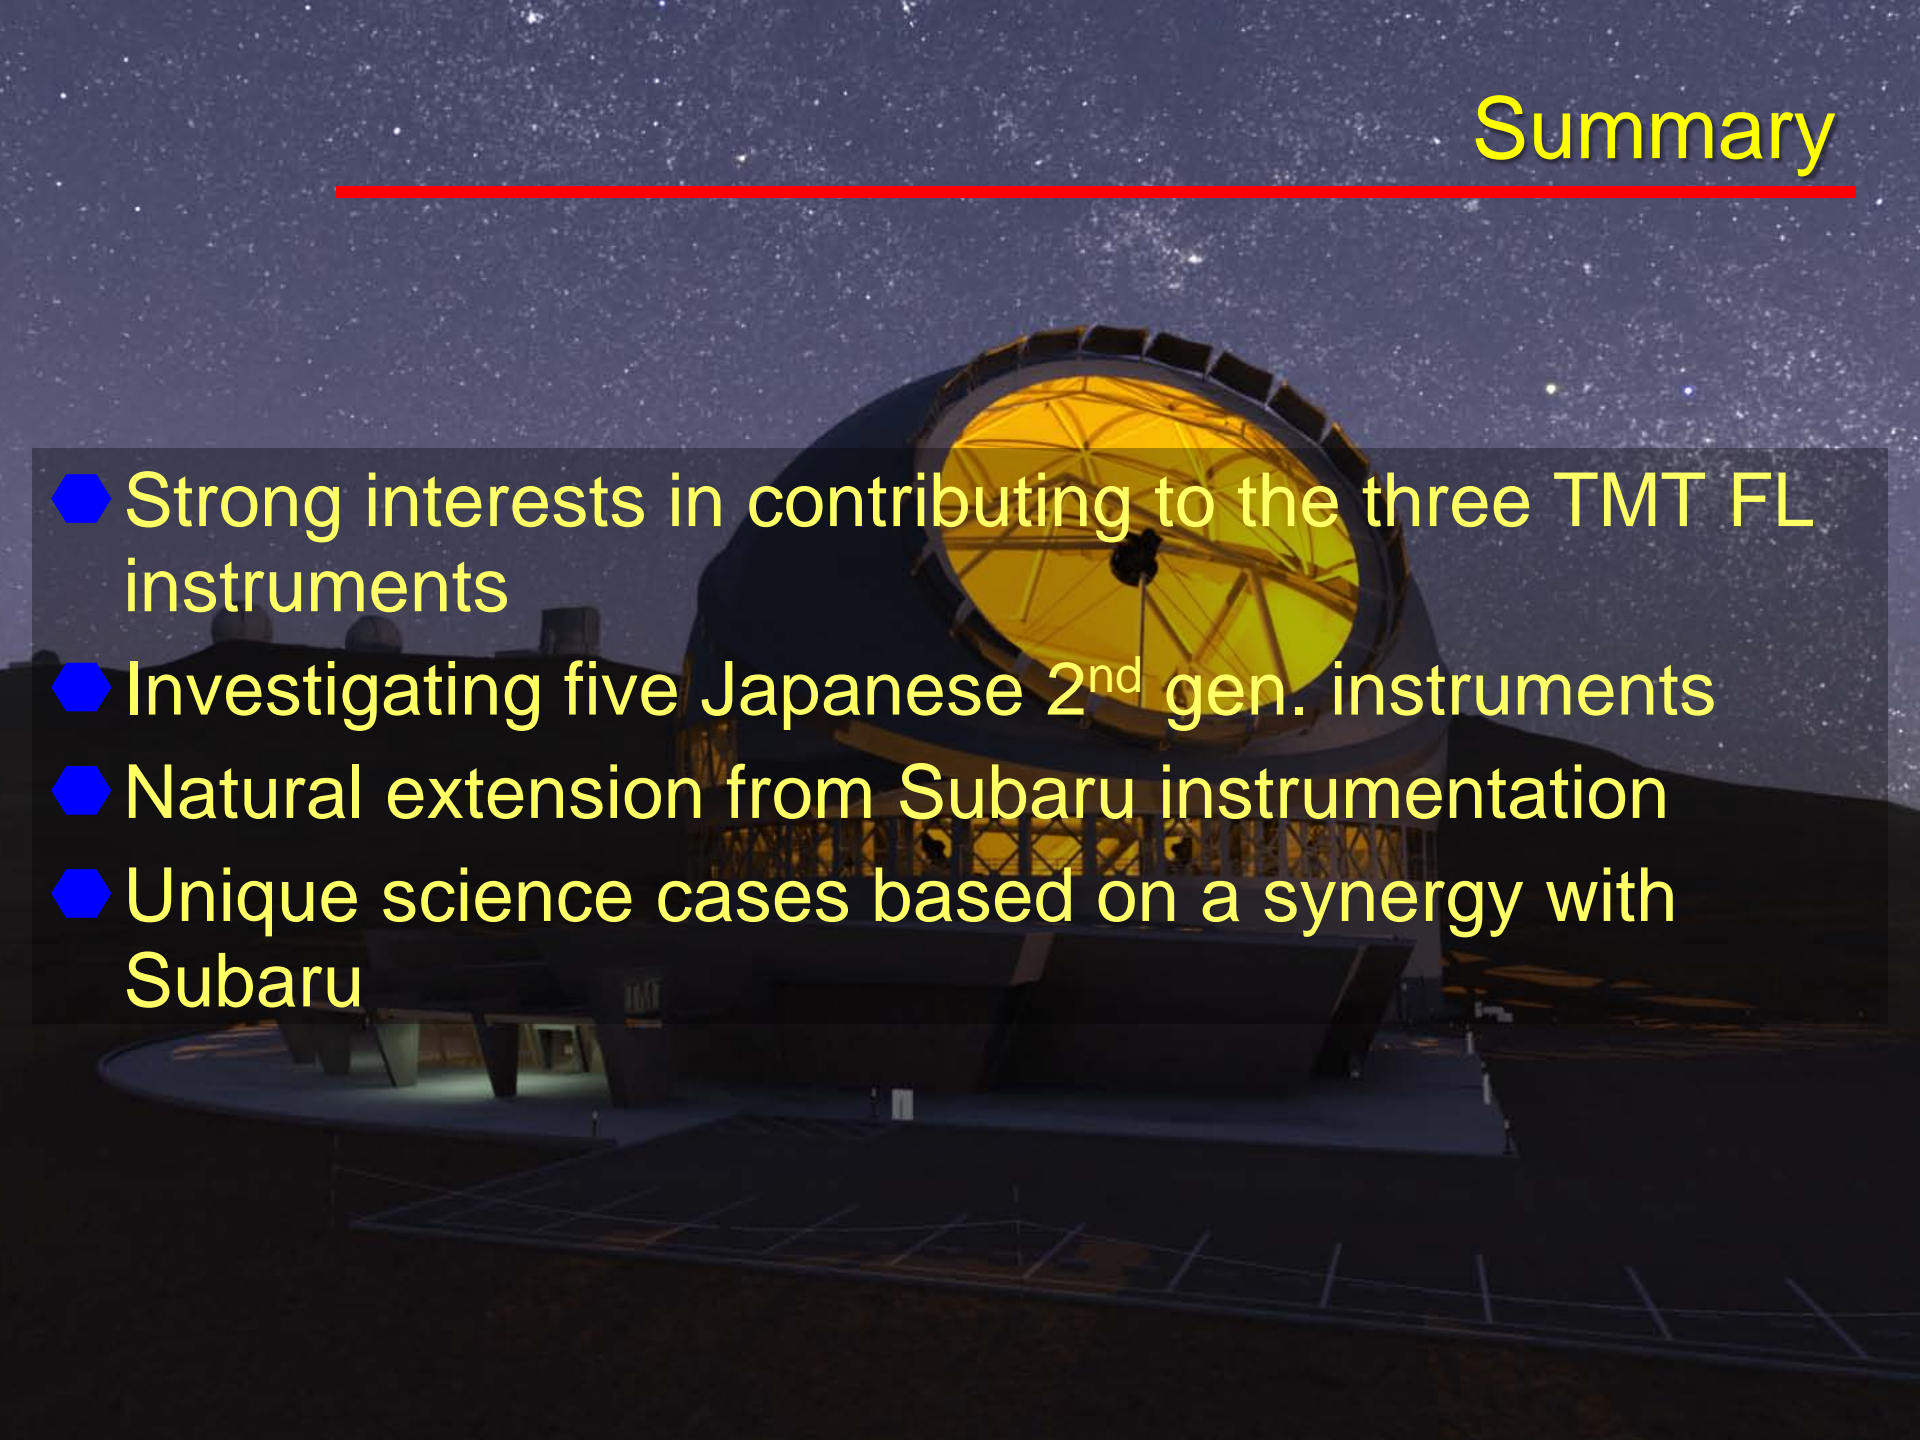 Summary
Strong interests in contributing to the three TMT FL
instruments
Investigating five Japanese 2nd gen. instruments
Natural extension from Subaru instrumentation
Unique science cases based on a synergy with
Subaru
TMT